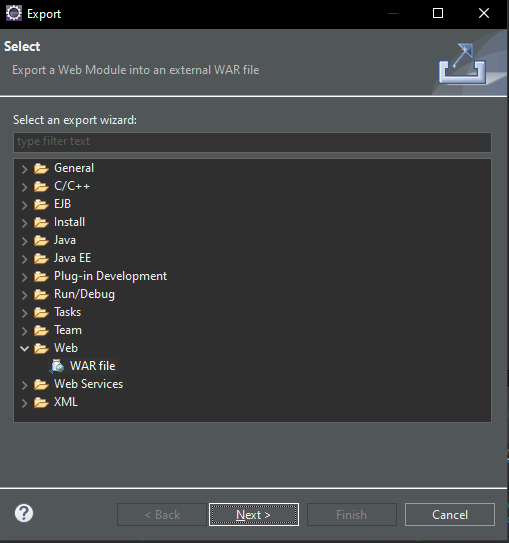 Export
Select
Export a Web Module into an external WAR file
Select an export wizard:
type filter text
General
C/C++
EJB
Install
Java
Java EE
Plug-in Development
Run/Debug
Tasks
Team
Web
WAR file
Web Services
XML
?
< Back
Next >
Finish
Cancel